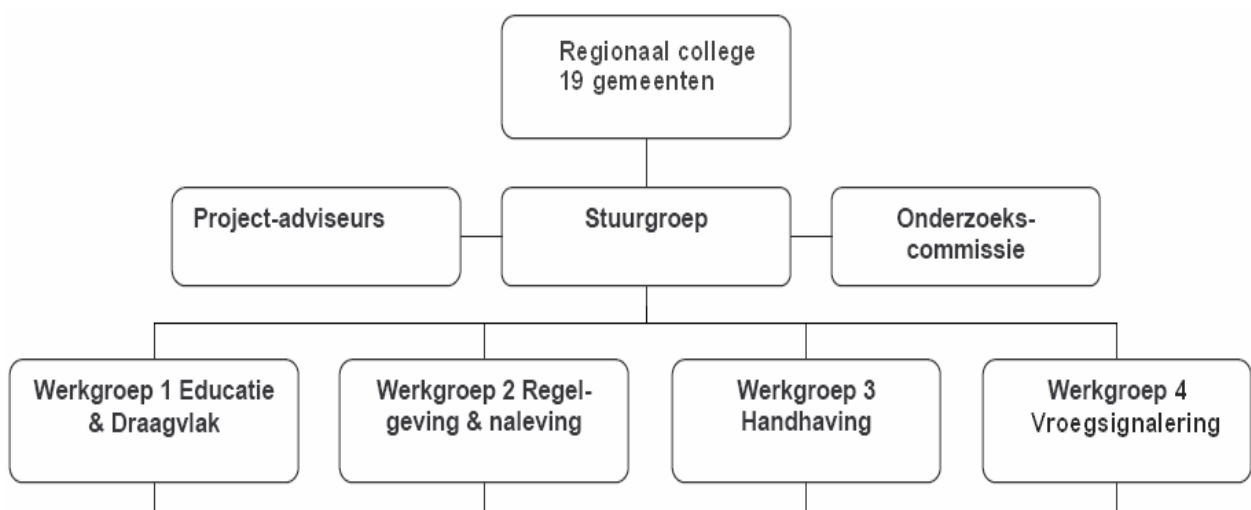 Regionaal college
19 gemeenten
Project-adviseurs
Stuurgroep
Onderzoeks-
commissie
Werkgroep 1 Educatie
& Draagvlak
Werkgroep 2 Regel-
geving & naleving
Werkgroep 3
Handhaving
Werkgroep 4
Vroegsignalering